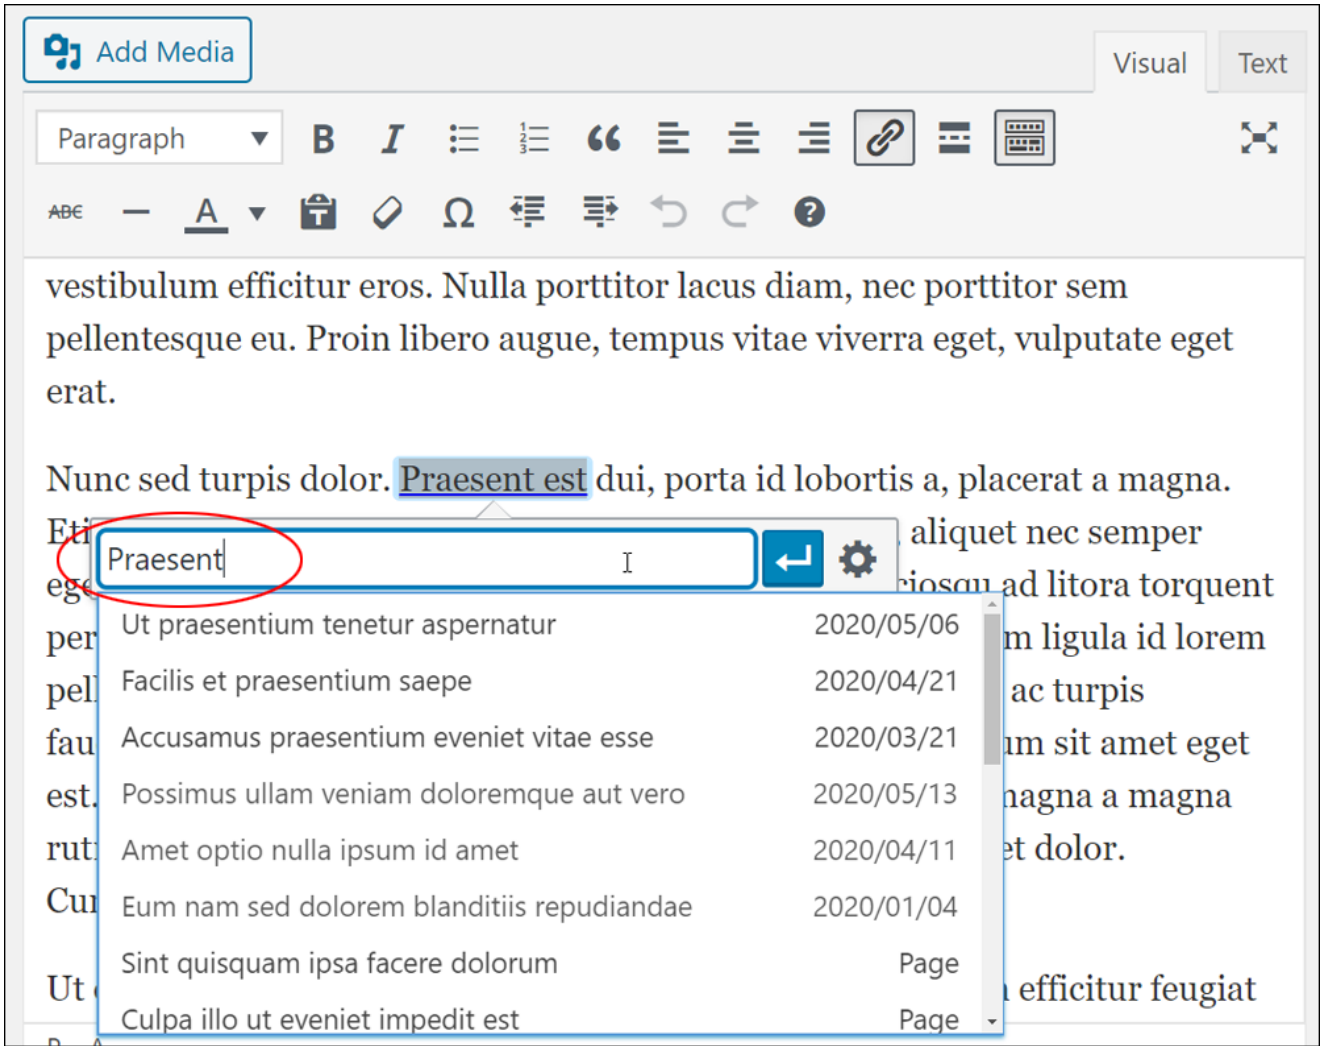 Add Media
Visual Text
Paragraph B I
ABC A T Ω ?
vestibulum efficitur eros. Nulla porttitor lacus diam, nec porttitor sem
pellentesque eu. Proin libero augue, tempus vitae viverra eget, vulputate eget
erat.
Nunc sed turpis dolor. Praesent est dui, porta id lobortis a, placerat a magna.
aliquet nec semper
Praesent
ad litora torquent
Ut praesentium tenetur aspernatur 2020/05/06
ligula id lorem
Facilis et praesentium saepe 2020/04/21
ac turpis
Accusamus praesentium eveniet vitae esse 2020/03/21
sit amet eget
est. Possimus ullam veniam doloremque aut vero 2020/05/13
a magna
Amet optio nulla ipsum id amet 2020/04/11
dolor.
Eum nam sed dolorem blanditiis repudiandae 2020/01/04
Sint quisquam ipsa facere dolorum Page
Ut efficitur feugiat
Culpa illo ut eveniet impedit est Page